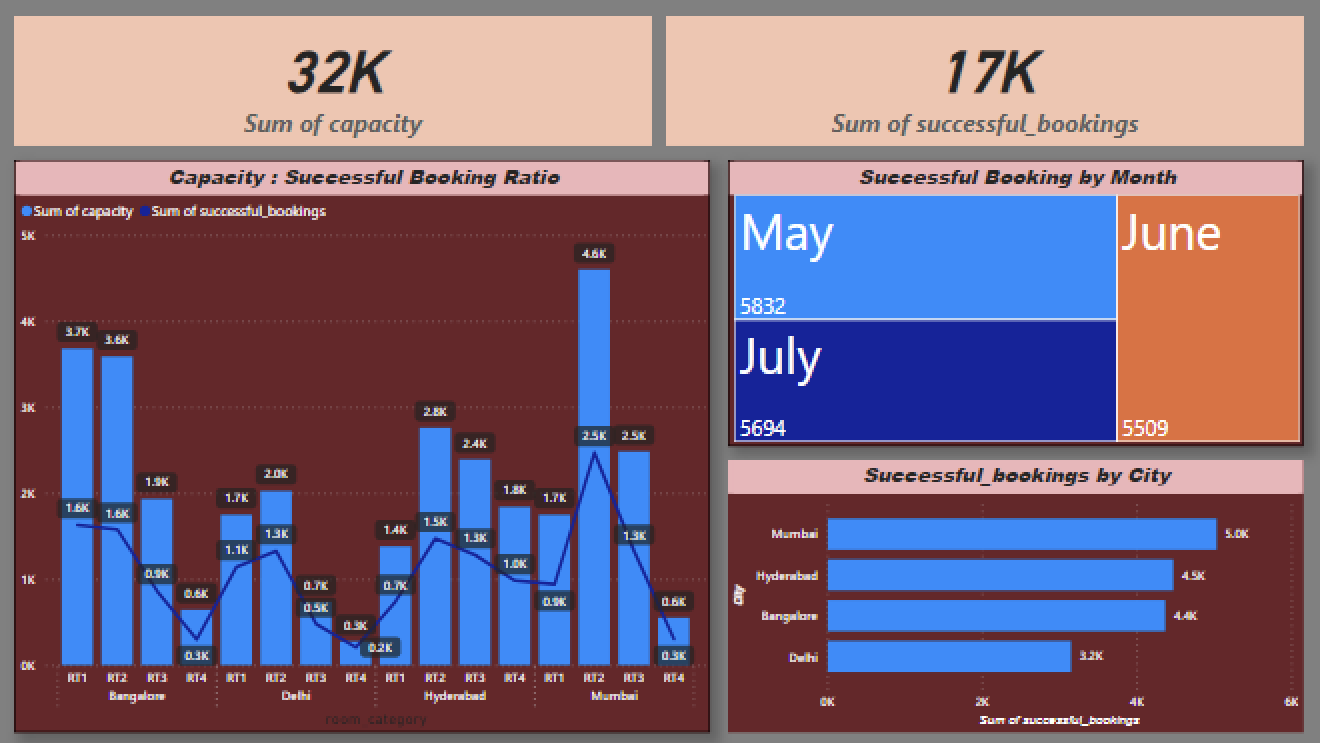 32K
Sum of capacity
17K
Sum of successful_bookings
Capacity : Successful Booking Ratio
Sum of capacity Sum of successful_bookings
5K
4K
3K
2K
1K
0K
3.7K
3.6K
1.9K
0.6K
1.7K
2.0K
0.7K
0.3K
1.4K
2.8K
2.4K
1.8K
1.7K
4.6K
2.5K
0.6K
1.6K
1.6K
0.9K
0.3K
1.1K
1.3K
0.5K
0.2K
0.7K
1.5K
1.3K
1.0K
0.9K
2.5K
1.3K
0.3K
RT1 RT2 RT3 RT4 RT1 RT2 RT3 RT4 RT1 RT2 RT3 RT4 RT1 RT2 RT3 RT4
Bangalore Delhi Hyderabad Mumbai
room_category
Successful Booking by Month
May
5832
July
5694
June
5509
Successful_bookings by City
City
Mumbai 5.0K
Hyderabad 4.5K
Bangalore 4.4K
Delhi 3.2K
0K 2K 4K 6K
Sum of successful_bookings